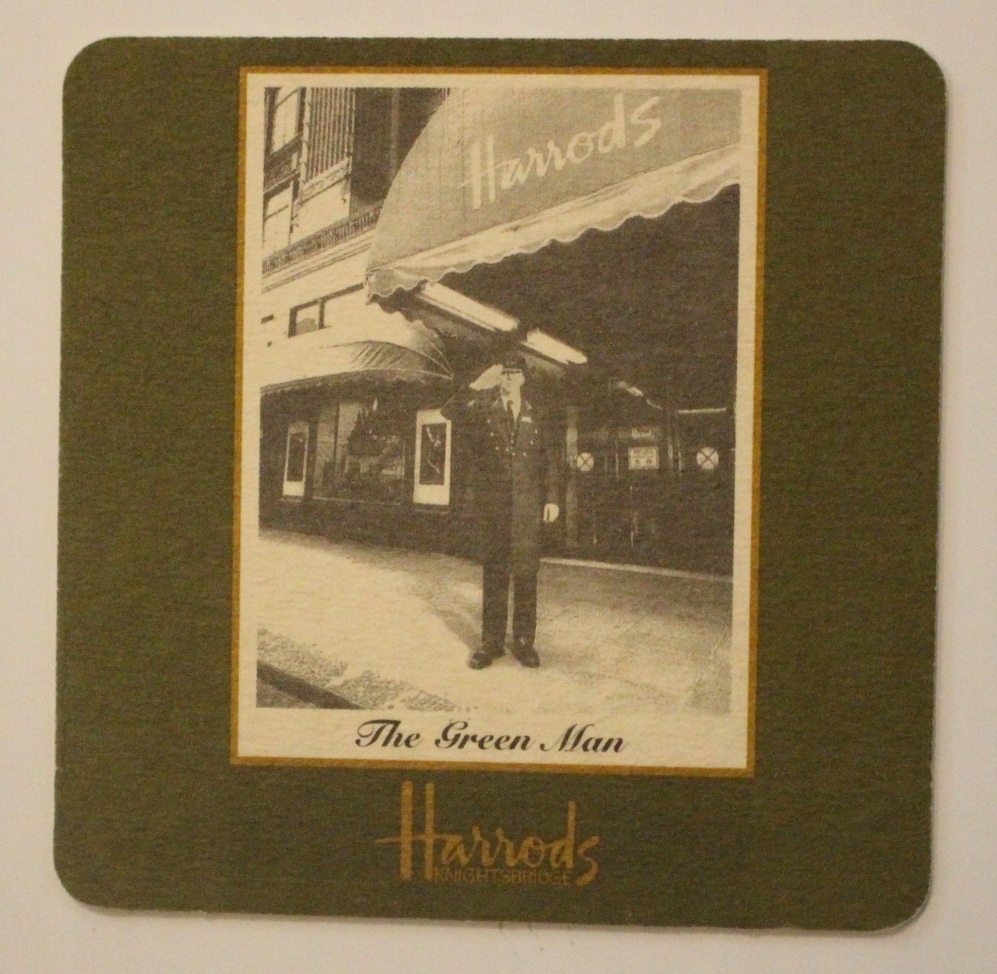 Harrods
The Green Man
Harrods
KNIGHTSBRIDGE